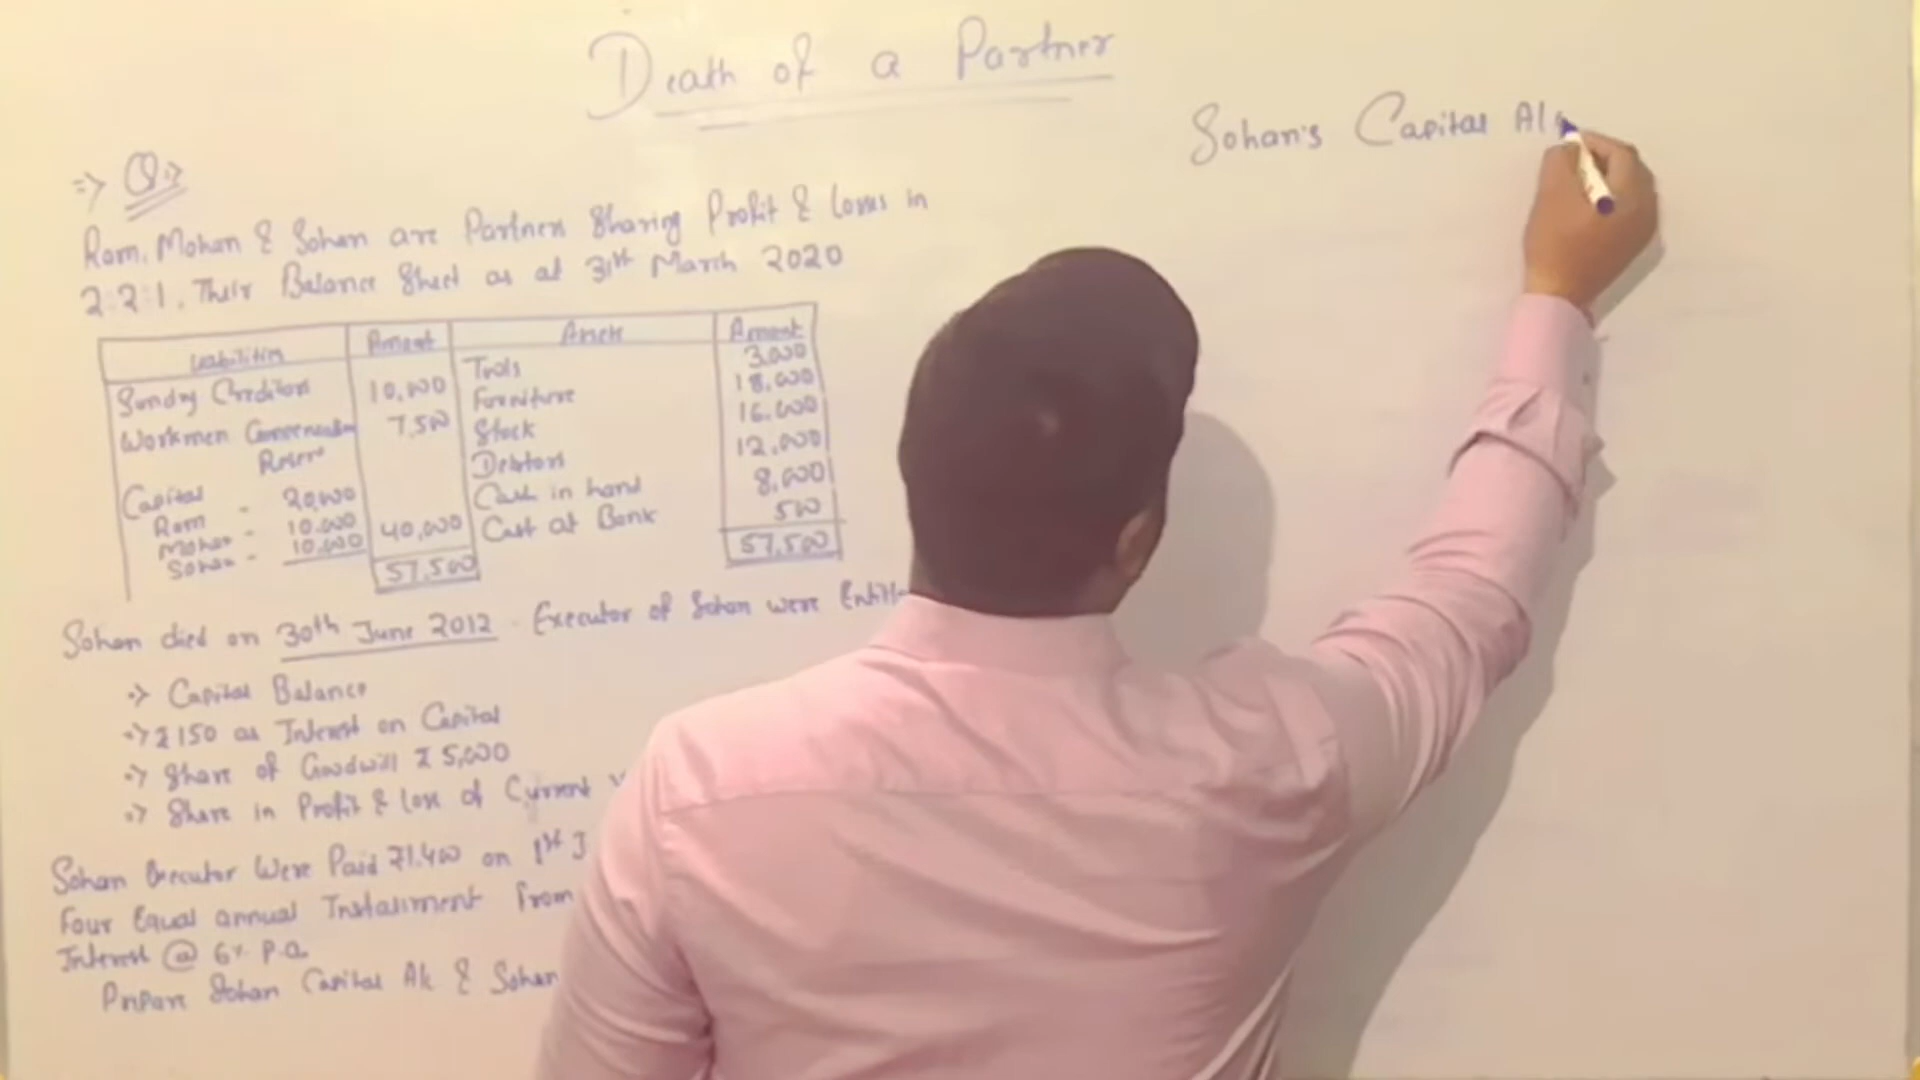 Death of a Partner
Sohan's Capital A/c
=> Q:->
Ram, Mohan & Sohan are Partners Sharing Profit & Losses in
2:2:1. Their Balance Sheet as at 31th March 2020
Liabilities Amount Assets Amount
Sundry Creditors 10,000 Tools 3,000
Workmen Compensation Reserve 7,500 Furniture 18,000
Stock 16,000
Debtors 12,000
Capital Cash in hand 8,000
Ram - 20,000 Cash at Bank 500
Mohan - 10,000
Sohan - 10,000 40,000
57,500 57,500
Sohan died on 30th June 2012. Executor of Sohan were
-> Capital Balance
-> ₹150 as Interest on Capital
-> Share of Goodwill ₹5,000
-> Share in Profit & Loss of Current
Sohan Executor Were Paid ₹1,400 on 1st J
Four Equal annual Installment From
Interest @ 6% P.a.
Prepare Sohan Capital A/c & Sohan